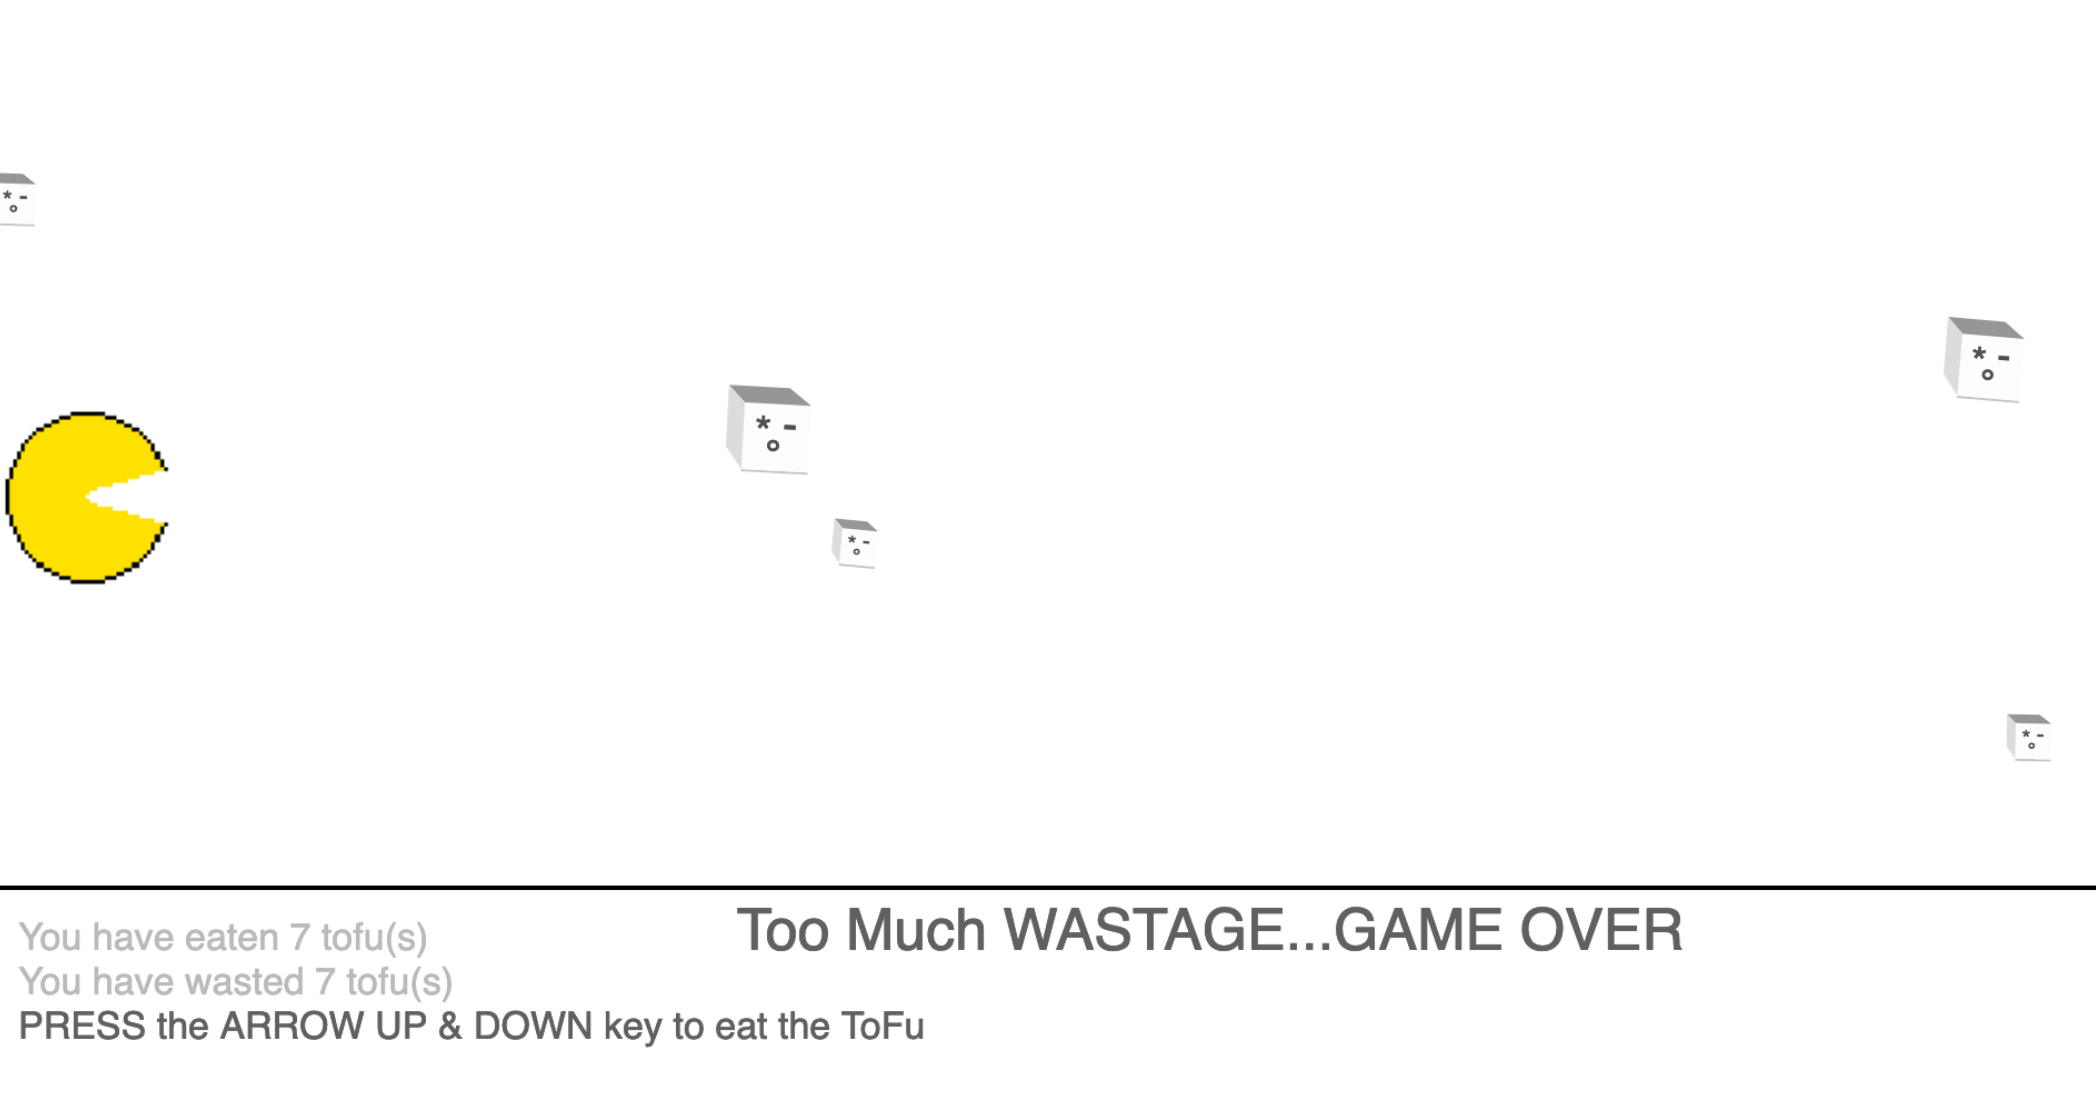 * -
o
* -
o
* -
o
* -
o
* -
o
Too Much WASTAGE...GAME OVER
You have eaten 7 tofu(s)
You have wasted 7 tofu(s)
PRESS the ARROW UP & DOWN key to eat the ToFu